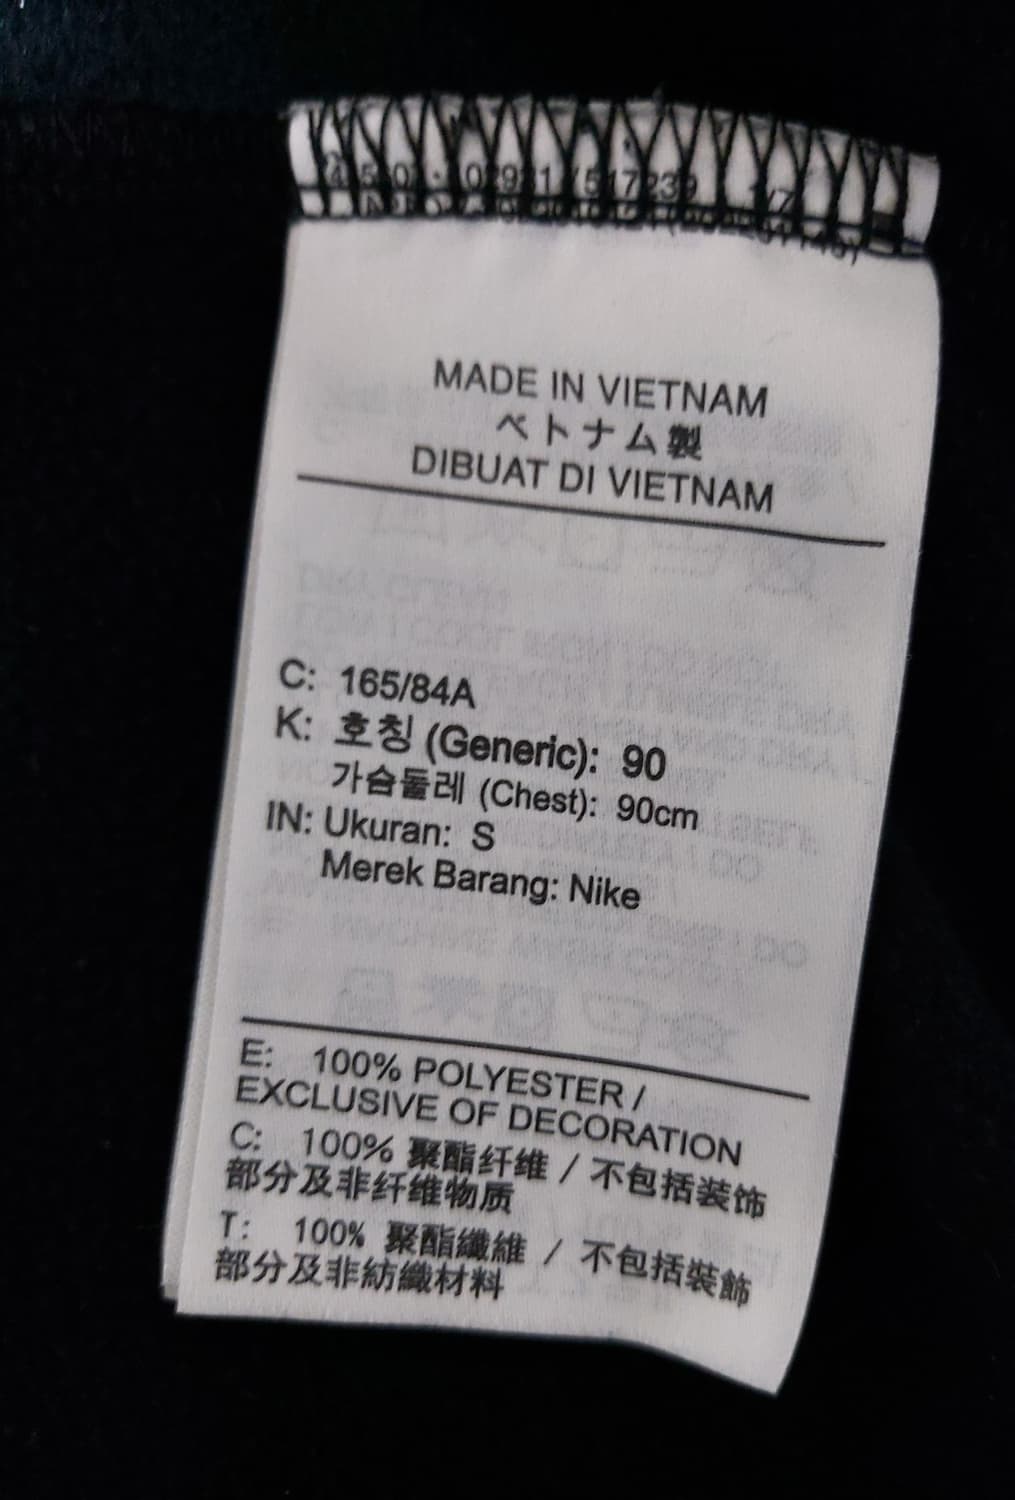 MADE IN VIETNAM
ベトナム製
DIBUAT DI VIETNAM
C: 165/84A
K: 호칭 (Generic): 90
가슴둘레 (Chest): 90cm
IN: Ukuran: S
Merek Barang: Nike
E: 100% POLYESTER /
EXCLUSIVE OF DECORATION
C: 100% 聚酯纤维 / 不包括装饰
部分及非纤维物质
T: 100% 聚酯纖維 / 不包括裝飾
部分及非紡織材料